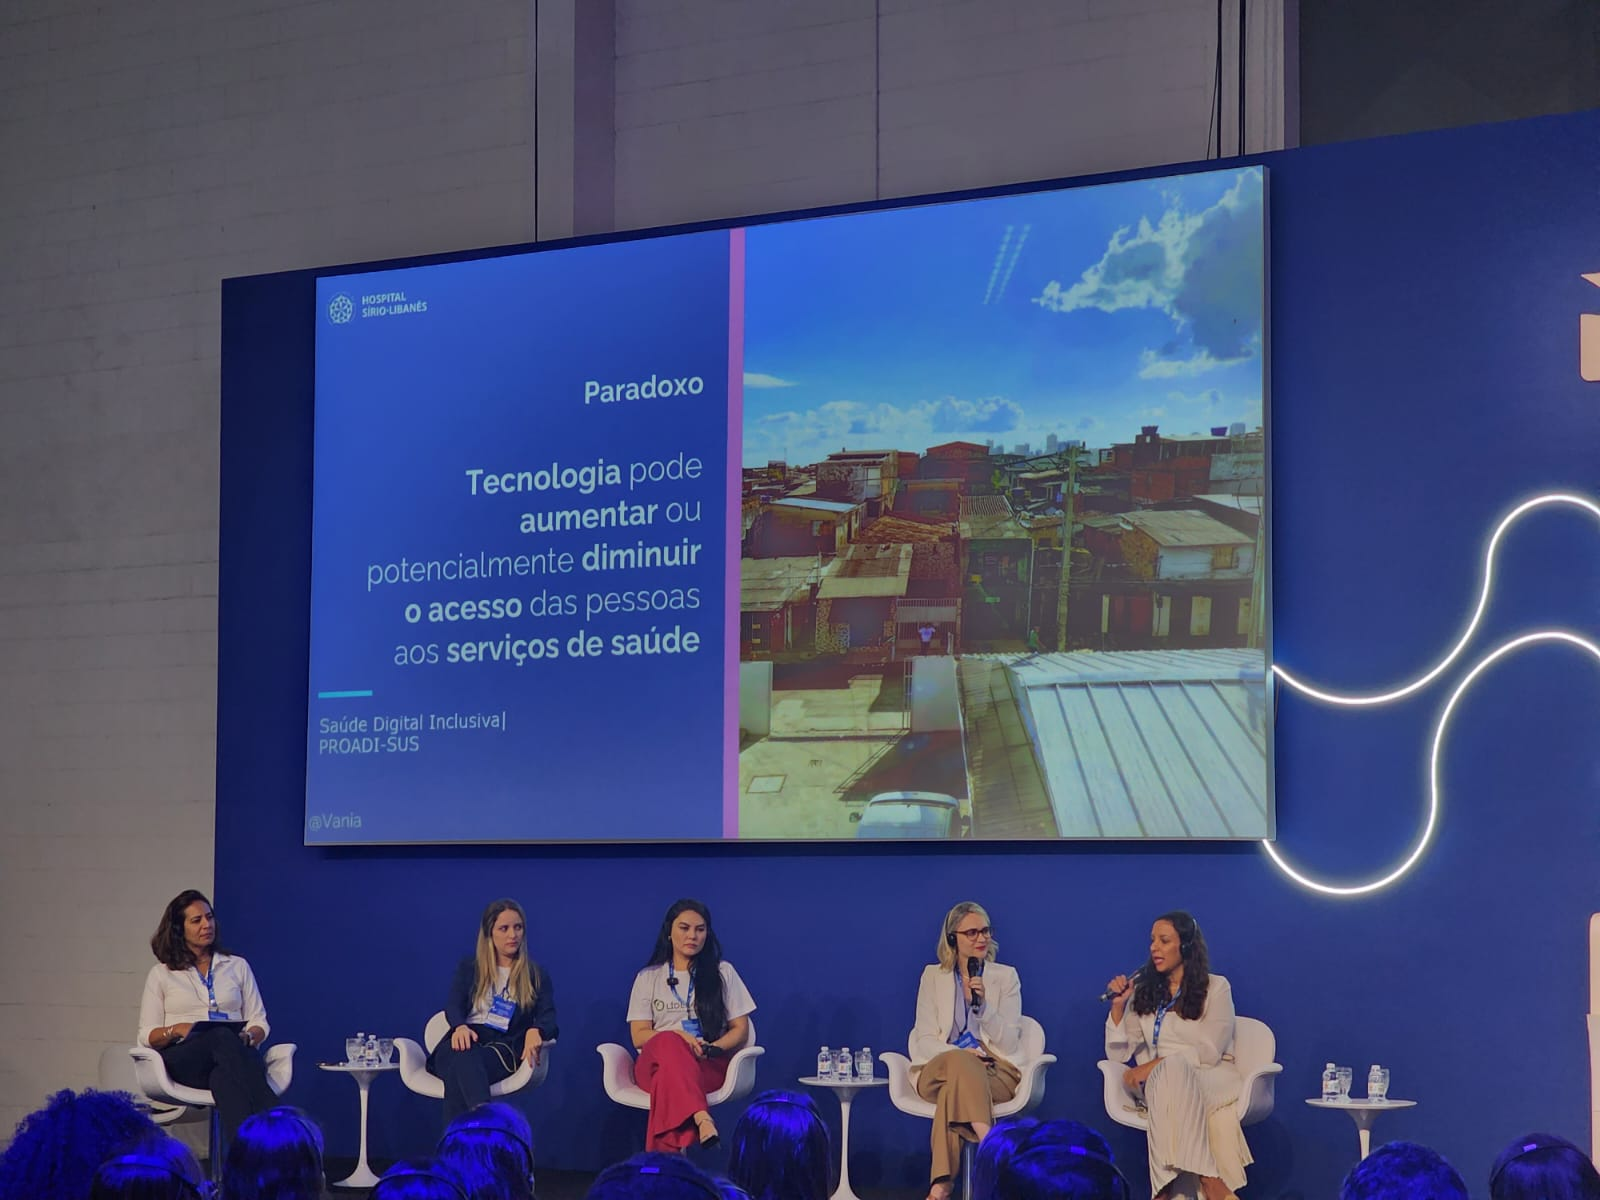 HOSPITAL
SÍRIO-LIBANÊS
Paradoxo
Tecnologia pode
aumentar ou
potencialmente diminuir
o acesso das pessoas
aos serviços de saúde
Saúde Digital Inclusiva|
PROADI-SUS
@Vania